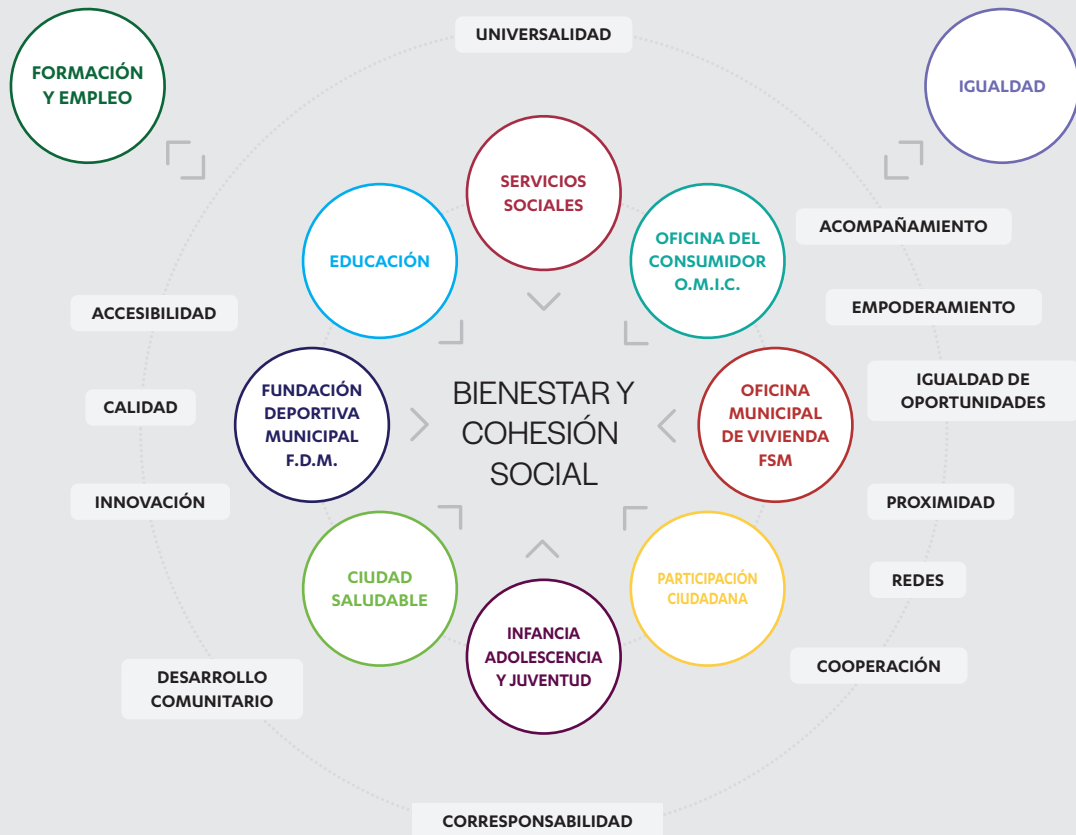 UNIVERSALIDAD
FORMACIÓN
Y EMPLEO
IGUALDAD
SERVICIOS
SOCIALES
EDUCACIÓN
OFICINA DEL
CONSUMIDOR
O.M.I.C.
ACOMPAÑAMIENTO
ACCESIBILIDAD
EMPODERAMIENTO
CALIDAD
FUNDACIÓN
DEPORTIVA
MUNICIPAL
F.D.M.
BIENESTAR Y
COHESIÓN
SOCIAL
OFICINA
MUNICIPAL
DE VIVIENDA
FSM
IGUALDAD DE
OPORTUNIDADES
INNOVACIÓN
PROXIMIDAD
CIUDAD
SALUDABLE
PARTICIPACIÓN
CIUDADANA
REDES
INFANCIA
ADOLESCENCIA
Y JUVENTUD
DESARROLLO
COMUNITARIO
COOPERACIÓN
CORRESPONSABILIDAD